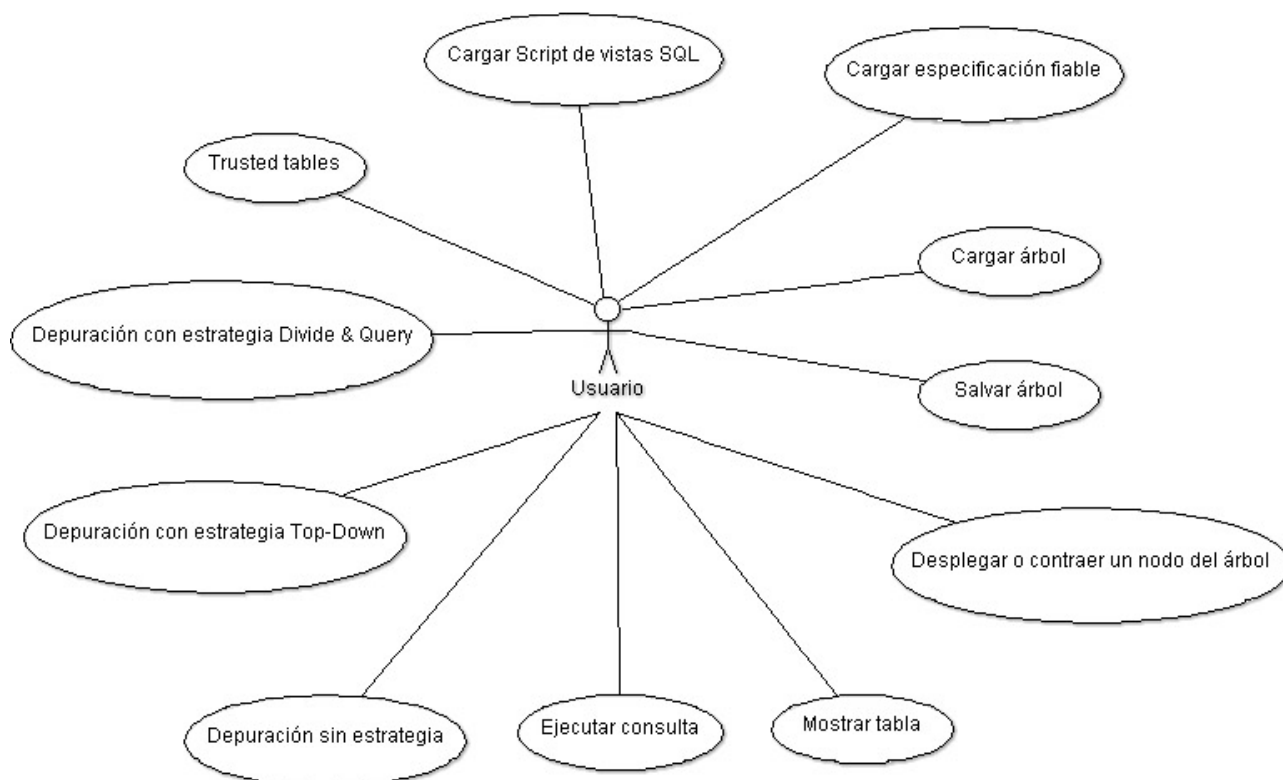 Cargar Script de vistas SQL
Cargar especificación fiable
Trusted tables
Cargar árbol
Depuración con estrategia Divide & Query
Usuario
Salvar árbol
Depuración con estrategia Top-Down
Desplegar o contraer un nodo del árbol
Depuración sin estrategia
Ejecutar consulta
Mostrar tabla